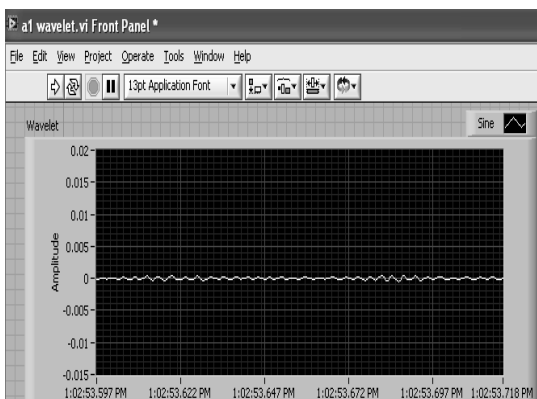 a1 wavelet.vi Front Panel *
File Edit View Project Operate Tools Window Help
13pt Application Font
Wavelet
Sine
0.02
0.015
0.01
0.005
0
-0.005
-0.01
-0.015
Amplitude
1:02:53.597 PM 1:02:53.622 PM 1:02:53.647 PM 1:02:53.672 PM 1:02:53.697 PM 1:02:53.718 PM